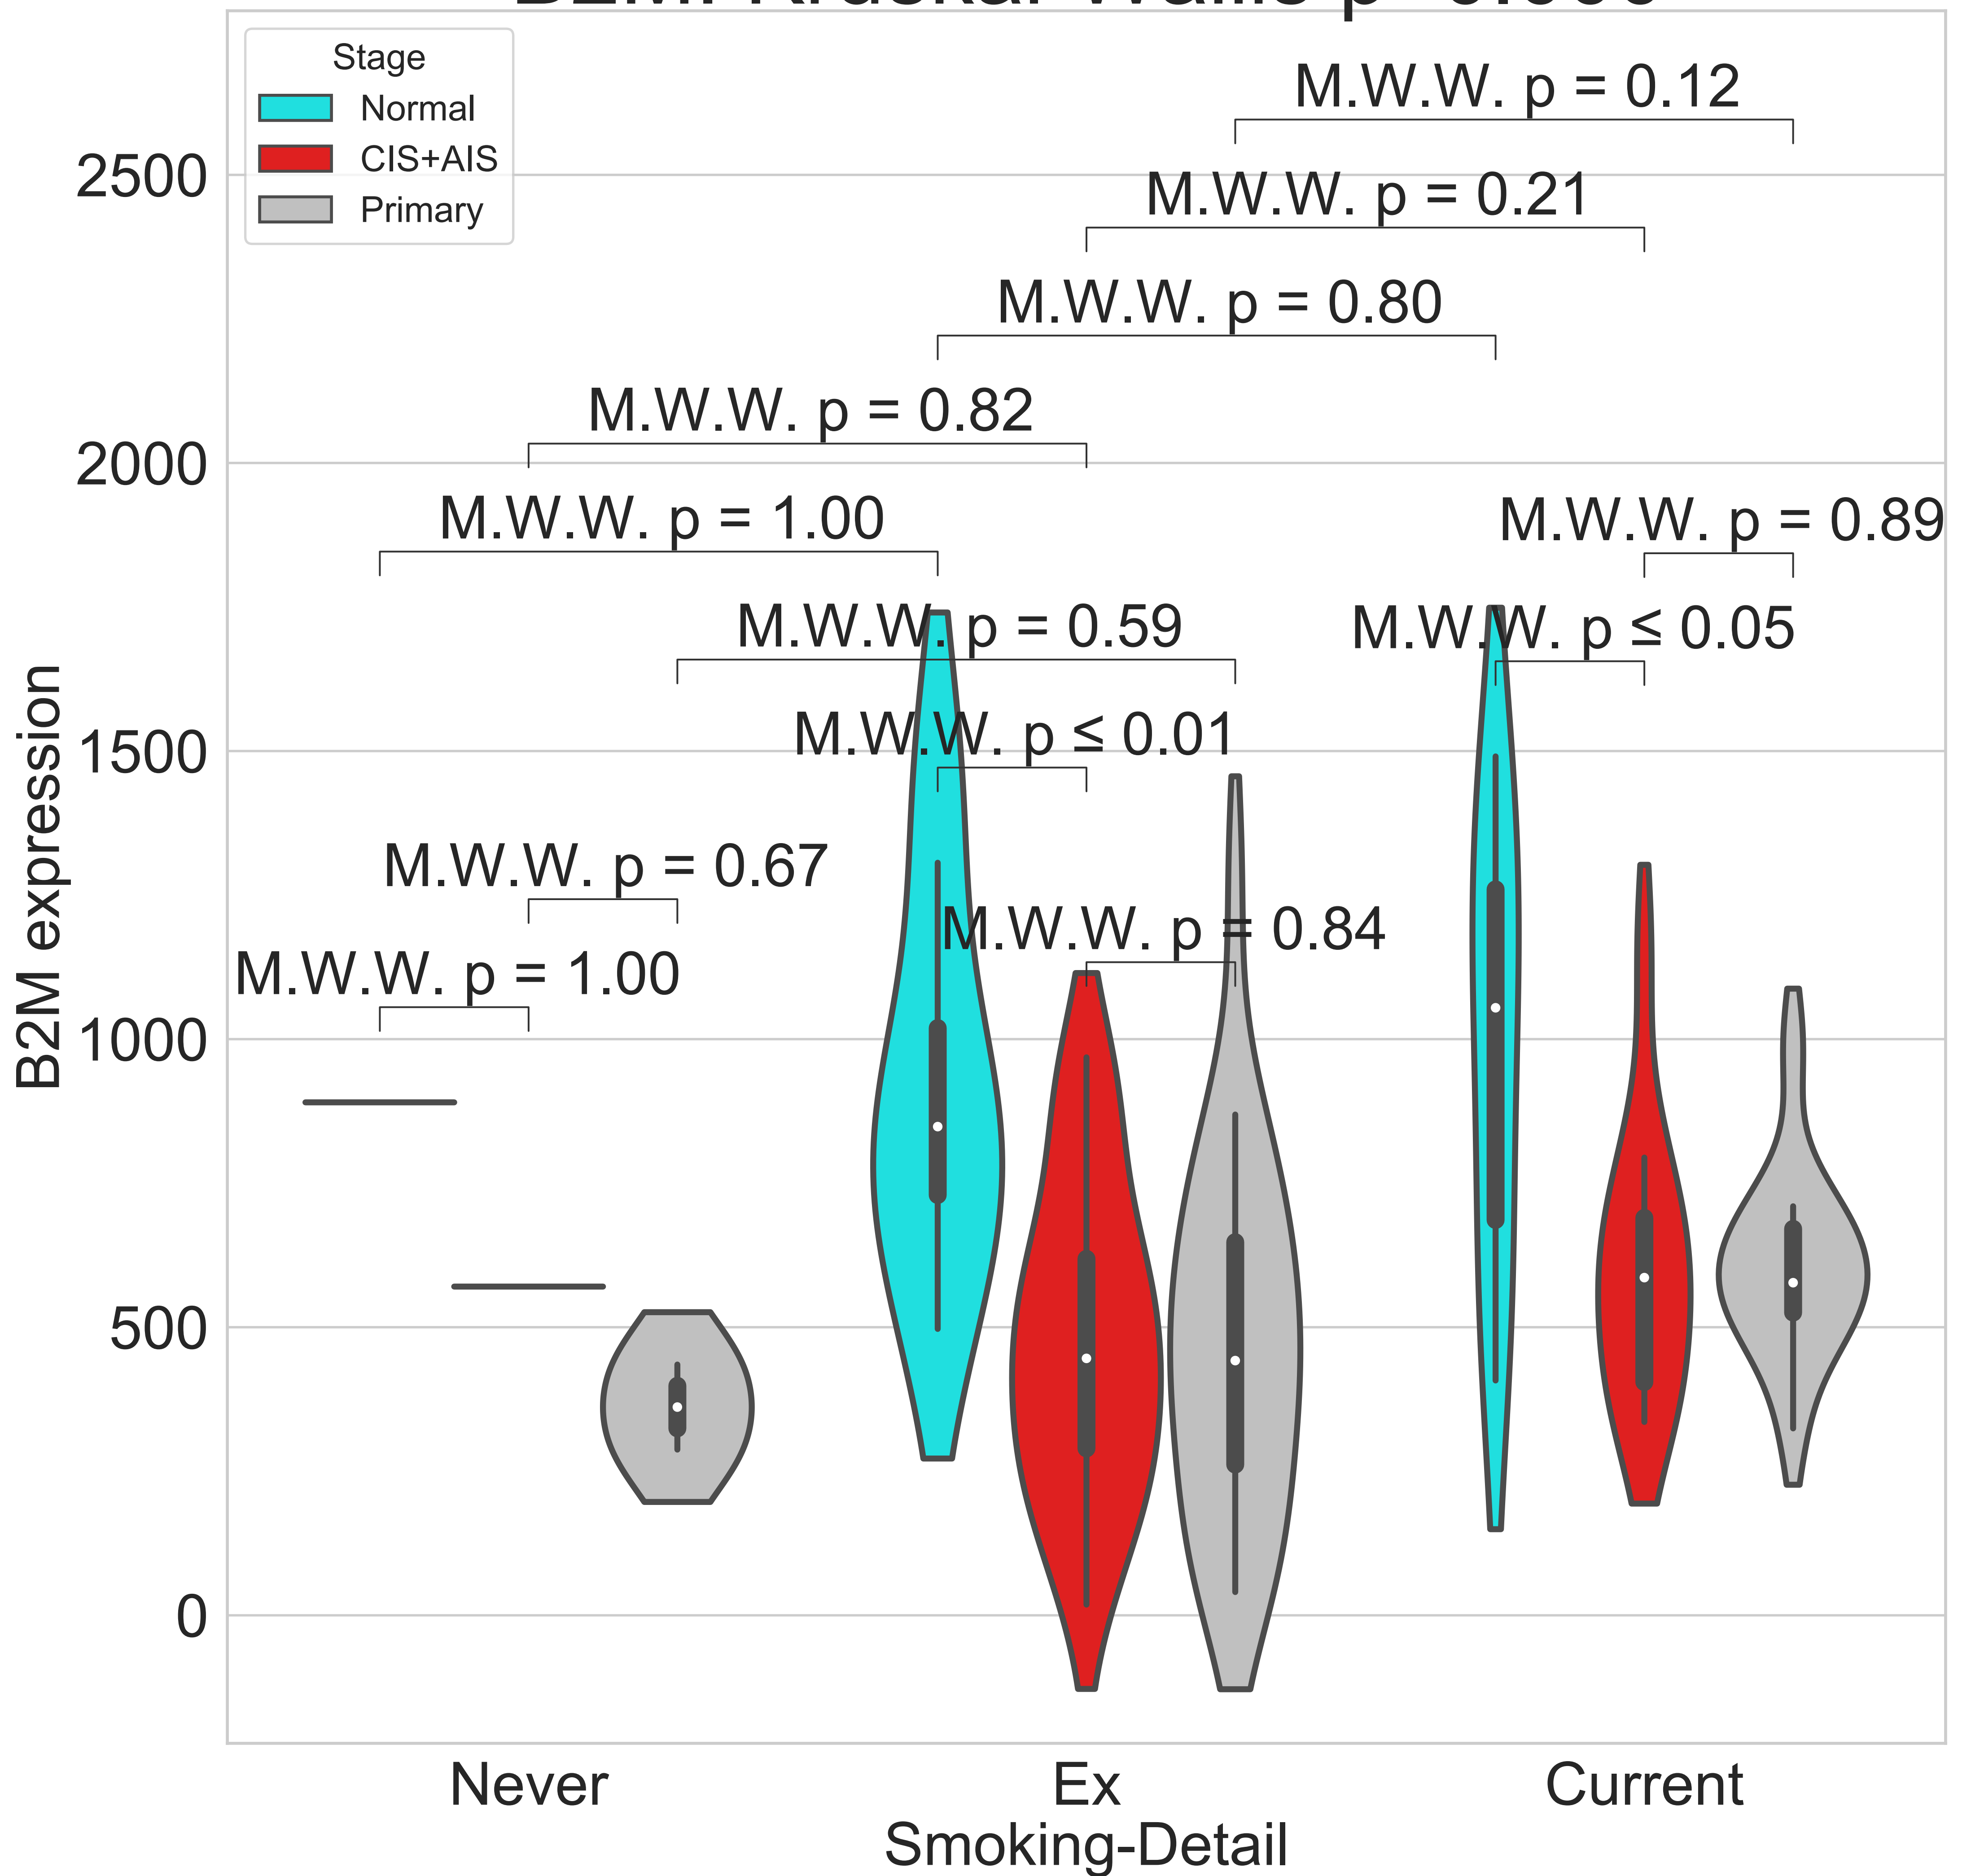 Stage
Normal
CIS+AIS
Primary
M.W.W. p = 0.12
M.W.W. p = 0.21
M.W.W. p = 0.80
M.W.W. p = 0.82
M.W.W. p = 1.00
M.W.W. p = 0.89
M.W.W. p = 0.59
M.W.W. p ≤ 0.05
M.W.W. p ≤ 0.01
M.W.W. p = 0.67
M.W.W. p = 0.84
M.W.W. p = 1.00
B2M expression
2500
2000
1500
1000
500
0
Never Ex Current
Smoking-Detail